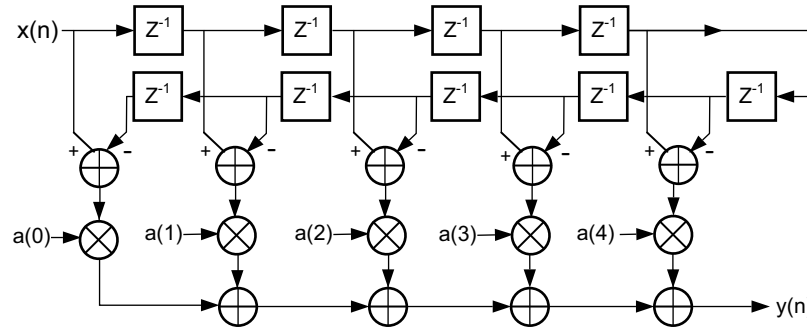 x(n) Z⁻¹ Z⁻¹ Z⁻¹ Z⁻¹
Z⁻¹ Z⁻¹ Z⁻¹ Z⁻¹ Z⁻¹
+ - + - + - + - + -
a(0) a(1) a(2) a(3) a(4)
y(n